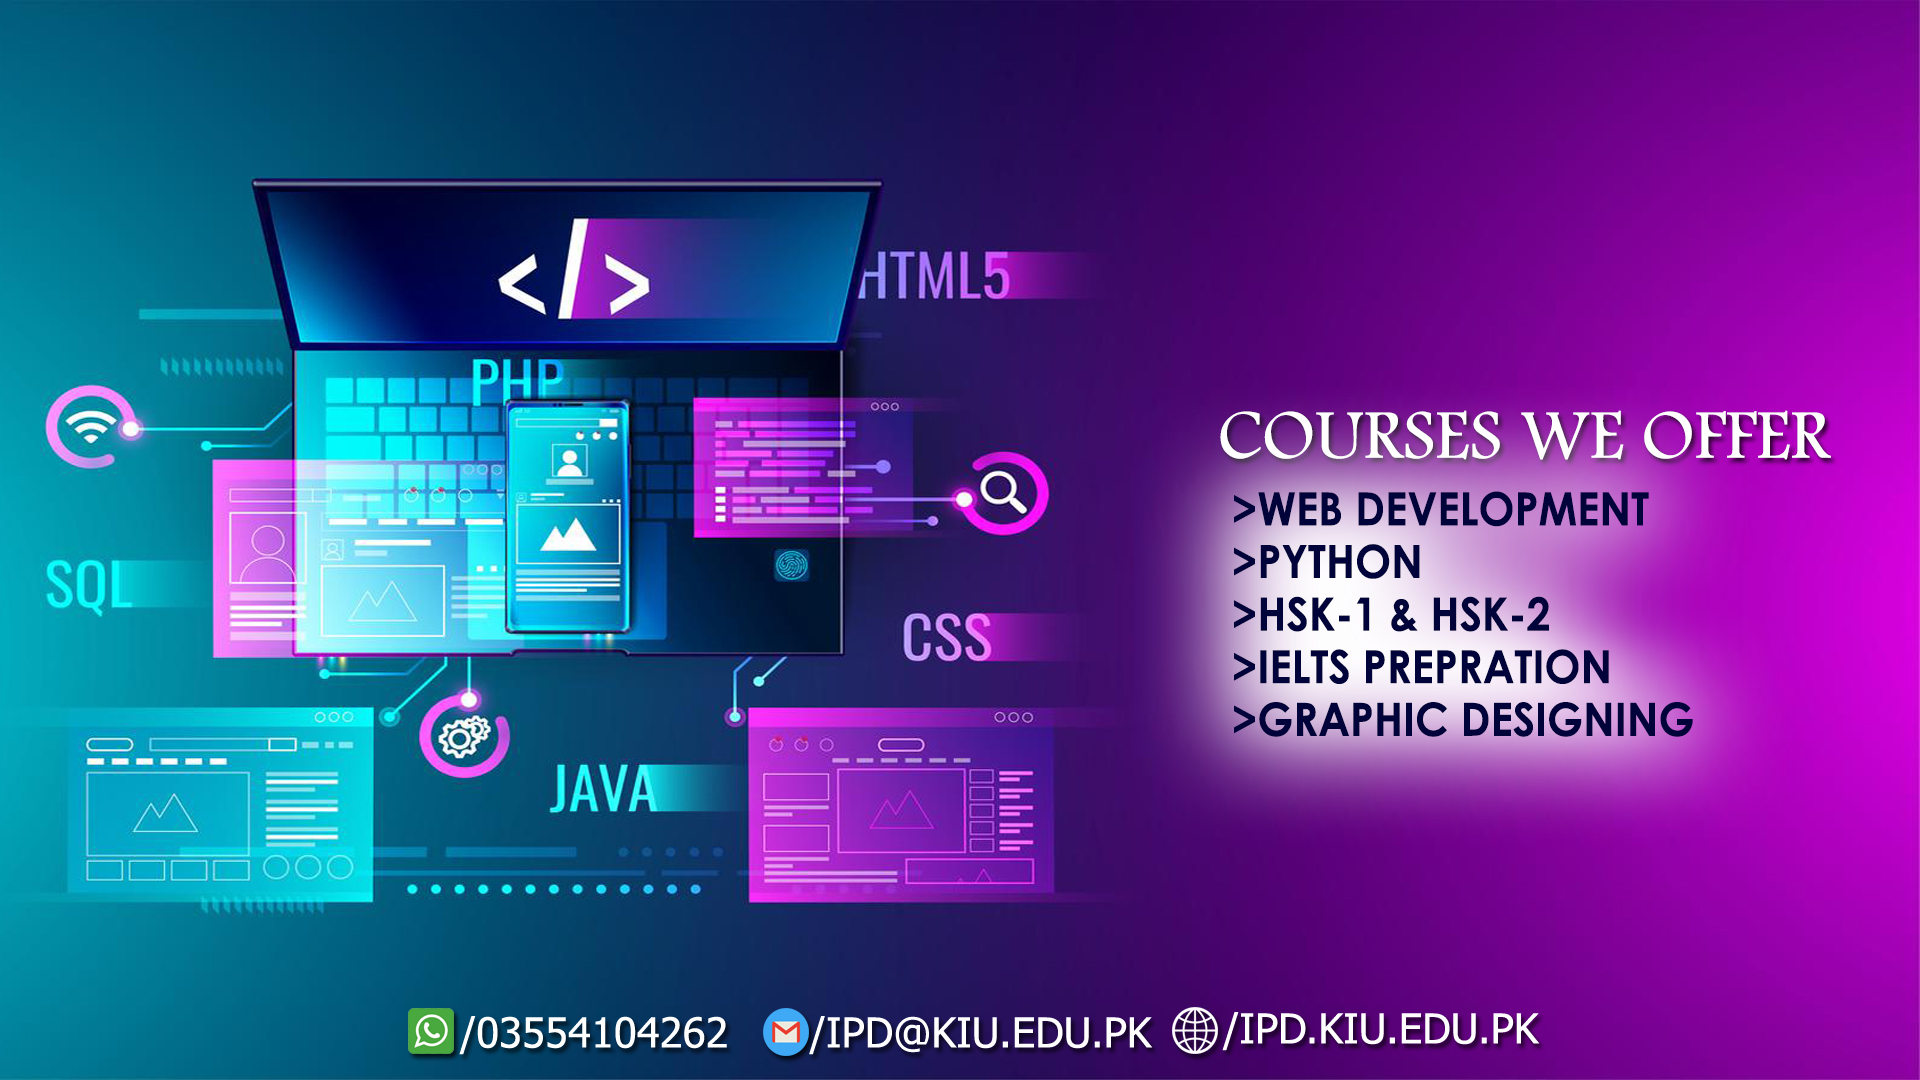 </>
HTML5
PHP
SQL
CSS
JAVA
COURSES WE OFFER
>WEB DEVELOPMENT
>PYTHON
>HSK-1 & HSK-2
>IELTS PREPRATION
>GRAPHIC DESIGNING
/03554104262 /IPD@KIU.EDU.PK /IPD.KIU.EDU.PK